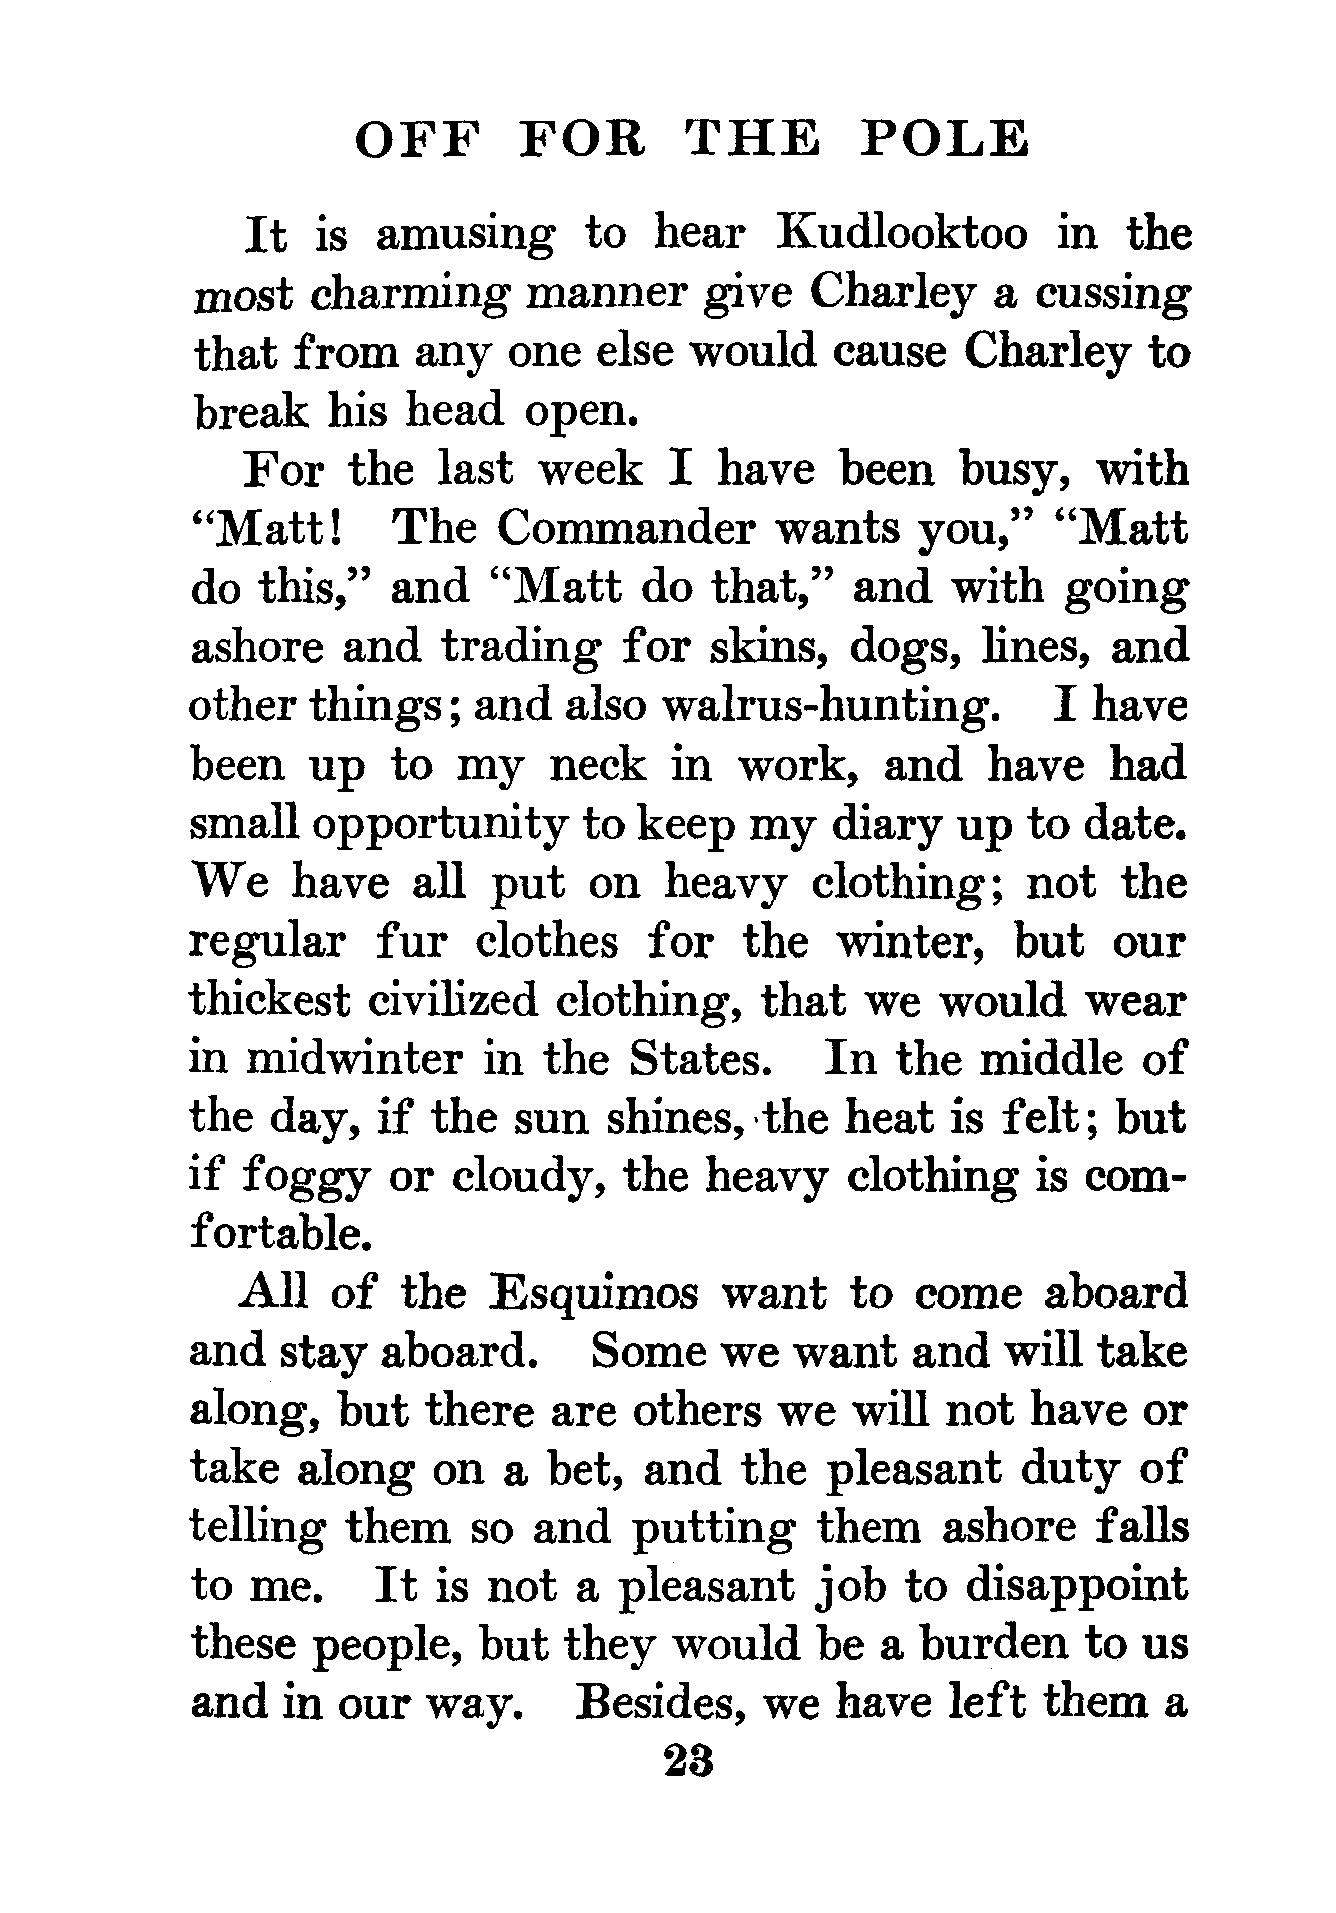 OFF FOR THE POLE
It is amusing to hear Kudlooktoo in the
most charming manner give Charley a cussing
that from any one else would cause Charley to
break his head open.
For the last week I have been busy, with
“Matt! The Commander wants you,” “Matt
do this,” and “Matt do that,” and with going
ashore and trading for skins, dogs, lines, and
other things; and also walrus-hunting. I have
been up to my neck in work, and have had
small opportunity to keep my diary up to date.
We have all put on heavy clothing; not the
regular fur clothes for the winter, but our
thickest civilized clothing, that we would wear
in midwinter in the States. In the middle of
the day, if the sun shines, the heat is felt; but
if foggy or cloudy, the heavy clothing is com-
fortable.
All of the Esquimos want to come aboard
and stay aboard. Some we want and will take
along, but there are others we will not have or
take along on a bet, and the pleasant duty of
telling them so and putting them ashore falls
to me. It is not a pleasant job to disappoint
these people, but they would be a burden to us
and in our way. Besides, we have left them a
23